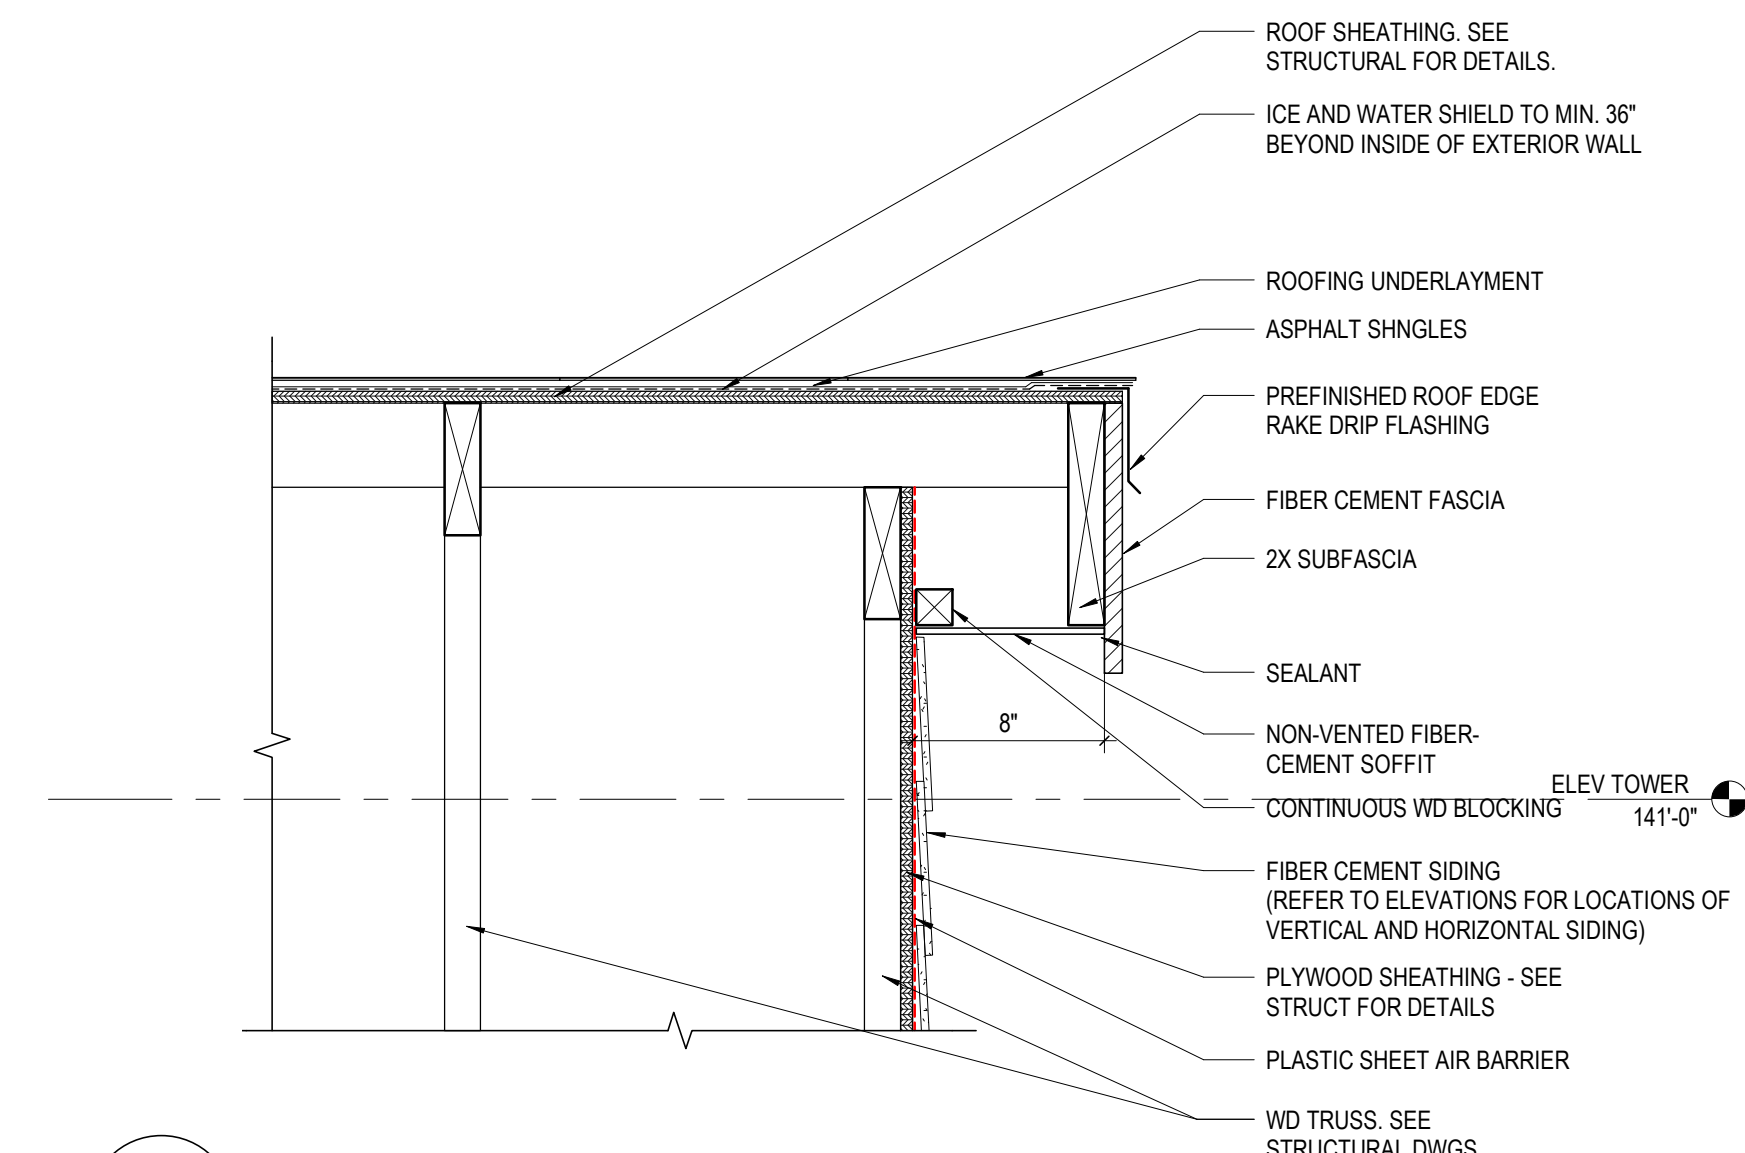 ROOF SHEATHING. SEE
STRUCTURAL FOR DETAILS.
ICE AND WATER SHIELD TO MIN. 36"
BEYOND INSIDE OF EXTERIOR WALL
ROOFING UNDERLAYMENT
ASPHALT SHNGLES
PREFINISHED ROOF EDGE
RAKE DRIP FLASHING
FIBER CEMENT FASCIA
2X SUBFASCIA
SEALANT
8"
NON-VENTED FIBER-
CEMENT SOFFIT
ELEV TOWER
141'-0"
CONTINUOUS WD BLOCKING
FIBER CEMENT SIDING
(REFER TO ELEVATIONS FOR LOCATIONS OF
VERTICAL AND HORIZONTAL SIDING)
PLYWOOD SHEATHING - SEE
STRUCT FOR DETAILS
PLASTIC SHEET AIR BARRIER
WD TRUSS. SEE
STRUCTURAL DWGS